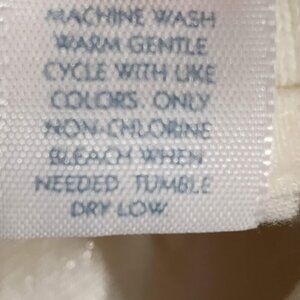 MACHINE WASH
WARM GENTLE
CYCLE WITH LIKE
COLORS. ONLY
NON-CHLORINE
BLEACH WHEN
NEEDED. TUMBLE
DRY LOW